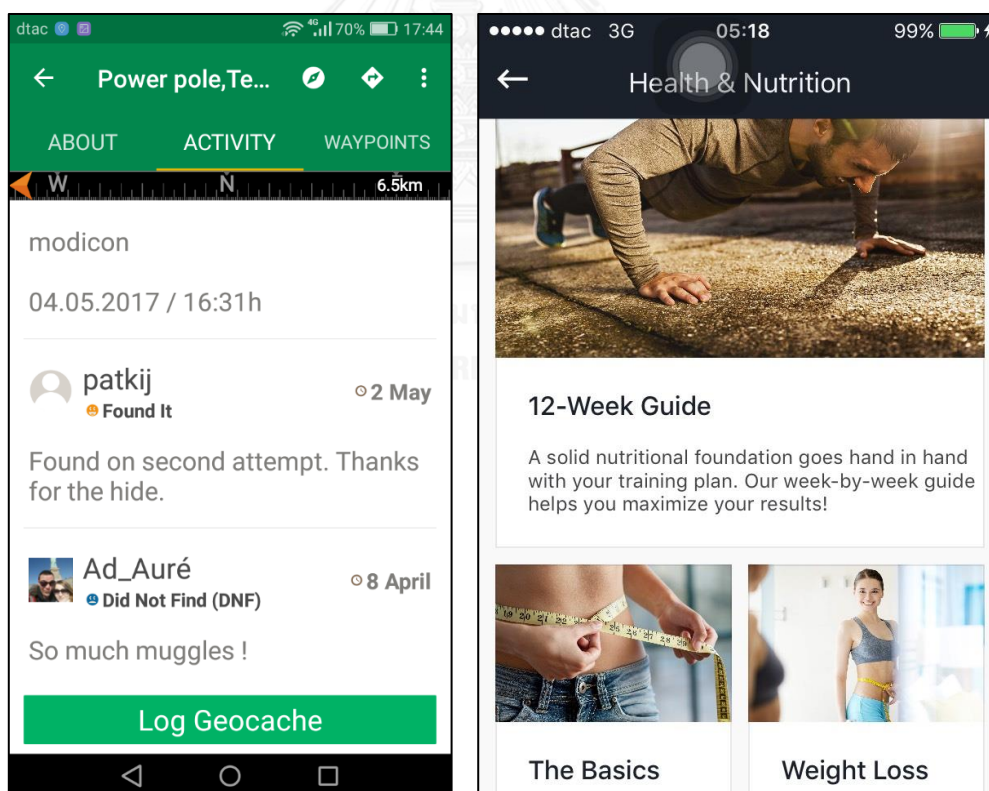 dtac 4G 70% 17:44
Power pole,Te...
ABOUT ACTIVITY WAYPOINTS
W N 6.5km
modicon
04.05.2017 / 16:31h
patkij 2 May
Found It
Found on second attempt. Thanks
for the hide.
Ad_Auré 8 April
Did Not Find (DNF)
So much muggles !
Log Geocache
dtac 3G 05:18 99%
Health & Nutrition
12-Week Guide
A solid nutritional foundation goes hand in hand
with your training plan. Our week-by-week guide
helps you maximize your results!
The Basics
Weight Loss